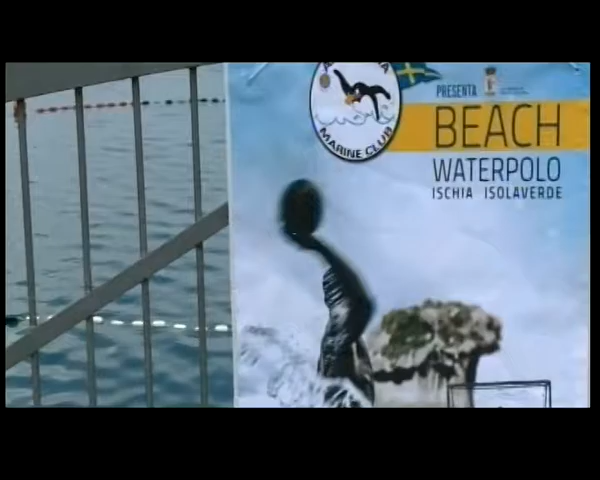 MARINE CLUB
PRESENTA
BEACH
WATERPOLO
ISCHIA ISOLAVERDE